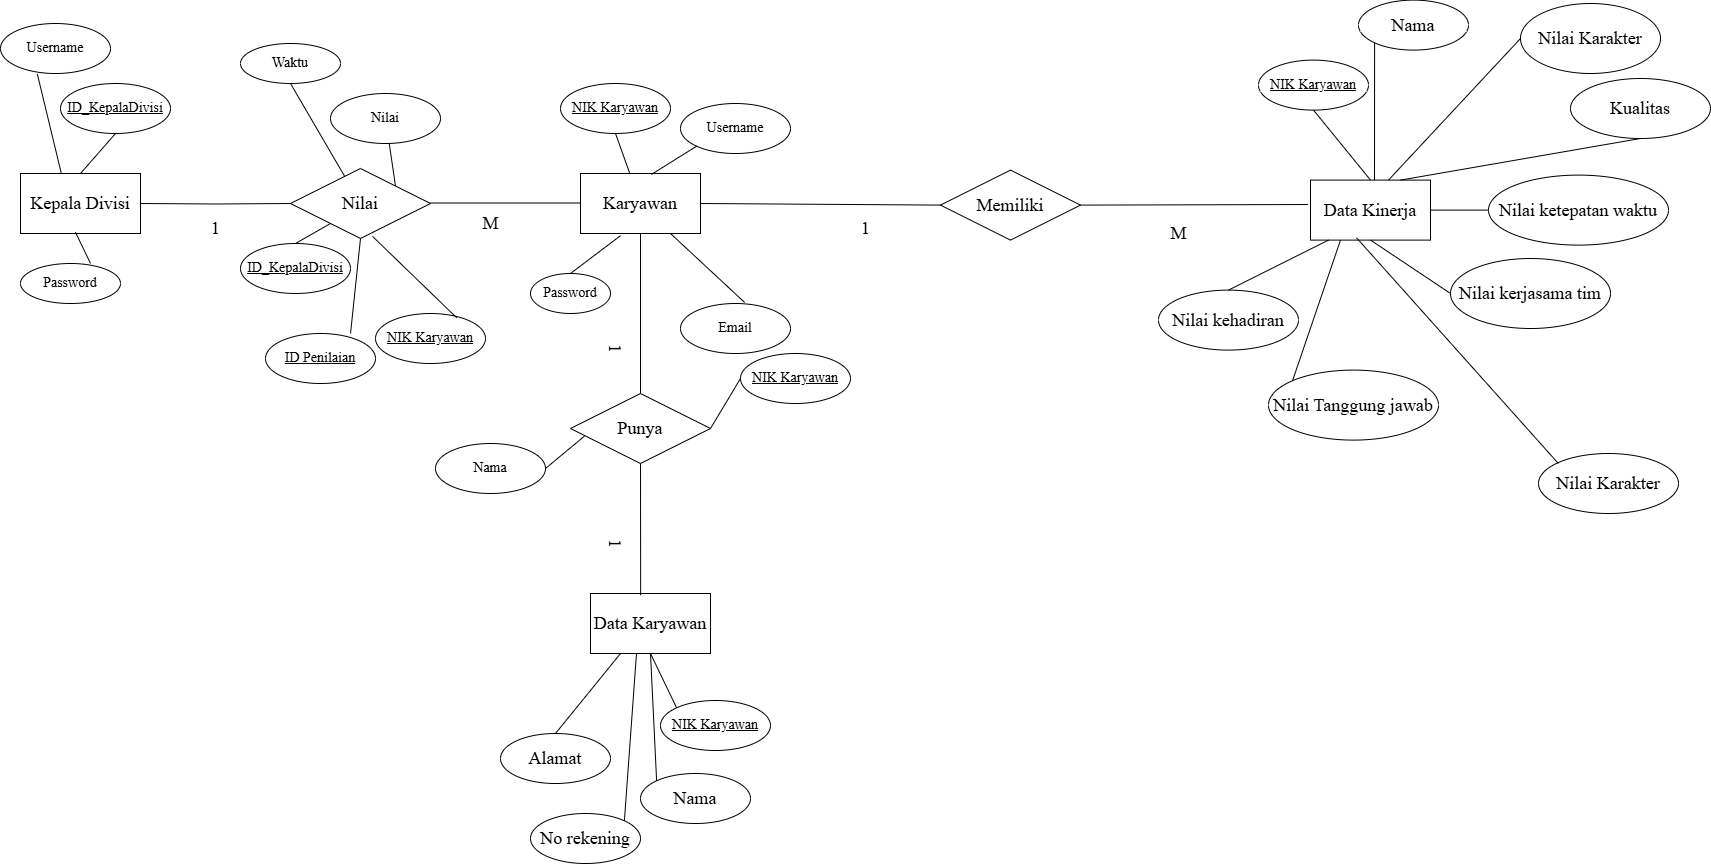 Username
ID_KepalaDivisi
Kepala Divisi
Password
1
Waktu
Nilai
Nilai
ID_KepalaDivisi
ID Penilaian
NIK Karyawan
M
NIK Karyawan
Username
Karyawan
Password
Email
1
Memiliki
M
Nama
Nilai Karakter
NIK Karyawan
Kualitas
Data Kinerja
Nilai ketepatan waktu
Nilai kerjasama tim
Nilai kehadiran
Nilai Tanggung jawab
Nilai Karakter
1
NIK Karyawan
Punya
Nama
1
Data Karyawan
NIK Karyawan
Alamat
Nama
No rekening